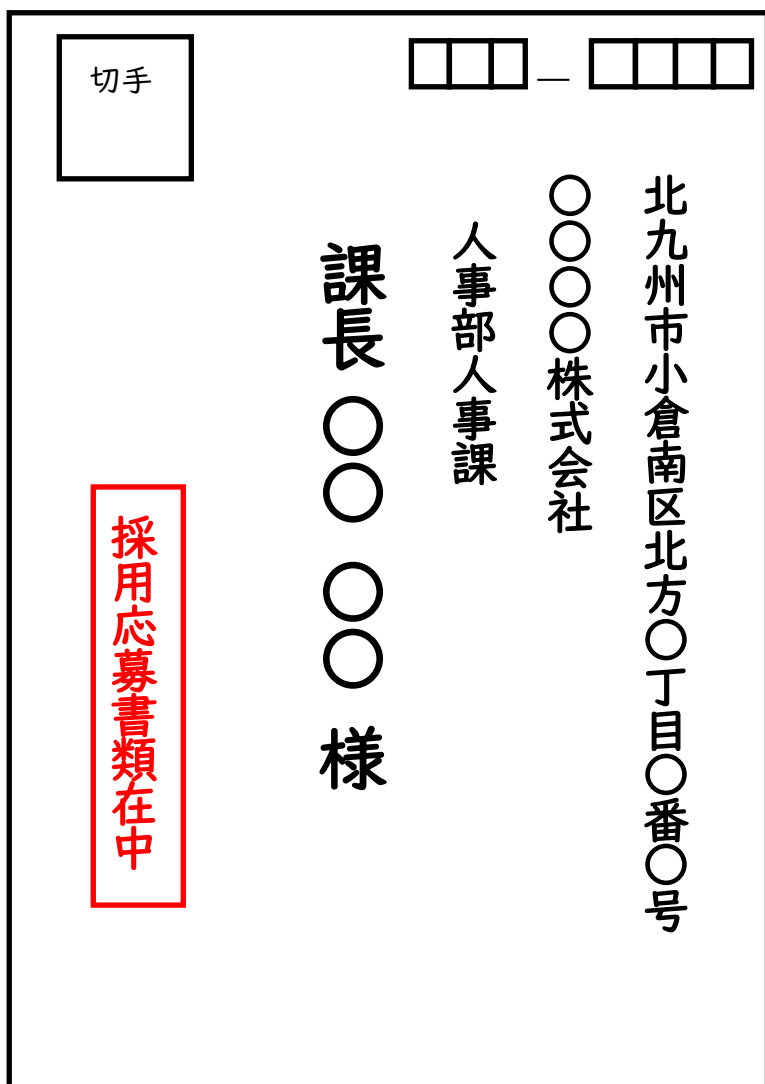 切手
北九州市小倉南区北方〇丁目〇番〇号
〇〇〇〇株式会社
人事部人事課
課長 〇〇 〇〇 様
採用応募書類在中